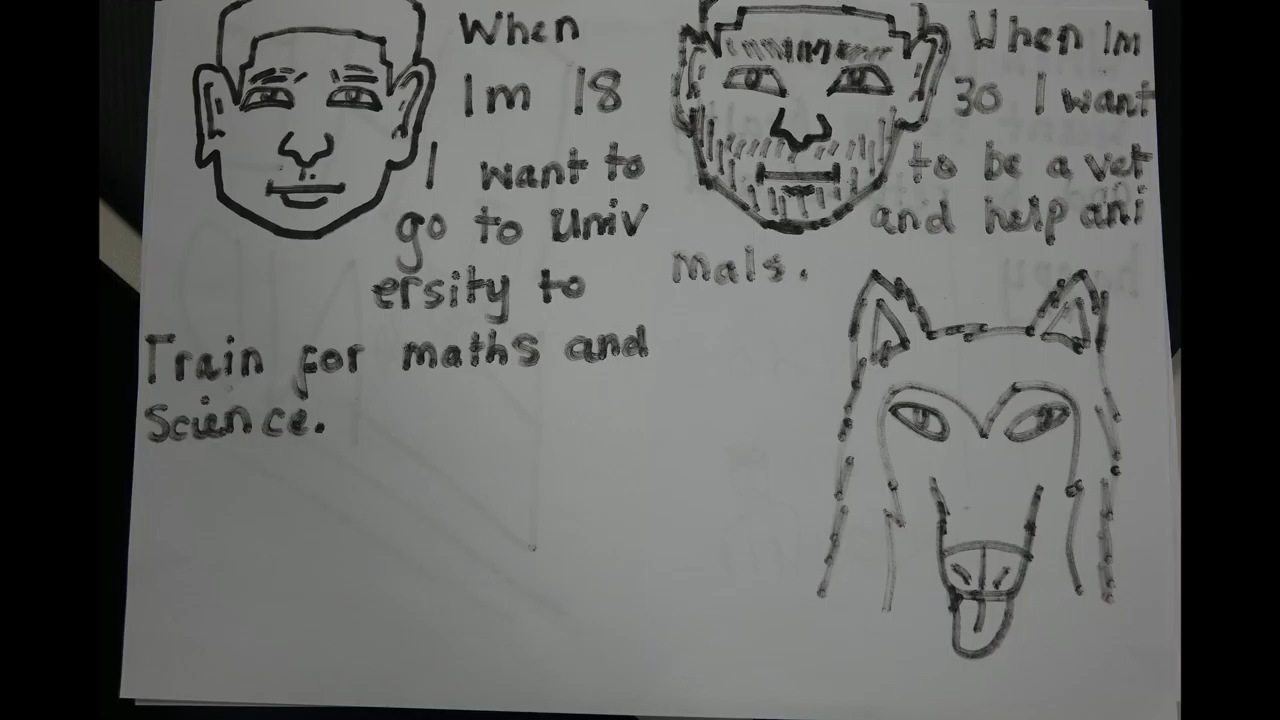 When
Im 18
I want to
go to univ
ersity to
Train for maths and
Science.
When Im
30 I want
to be a vet
and help ani
mals.